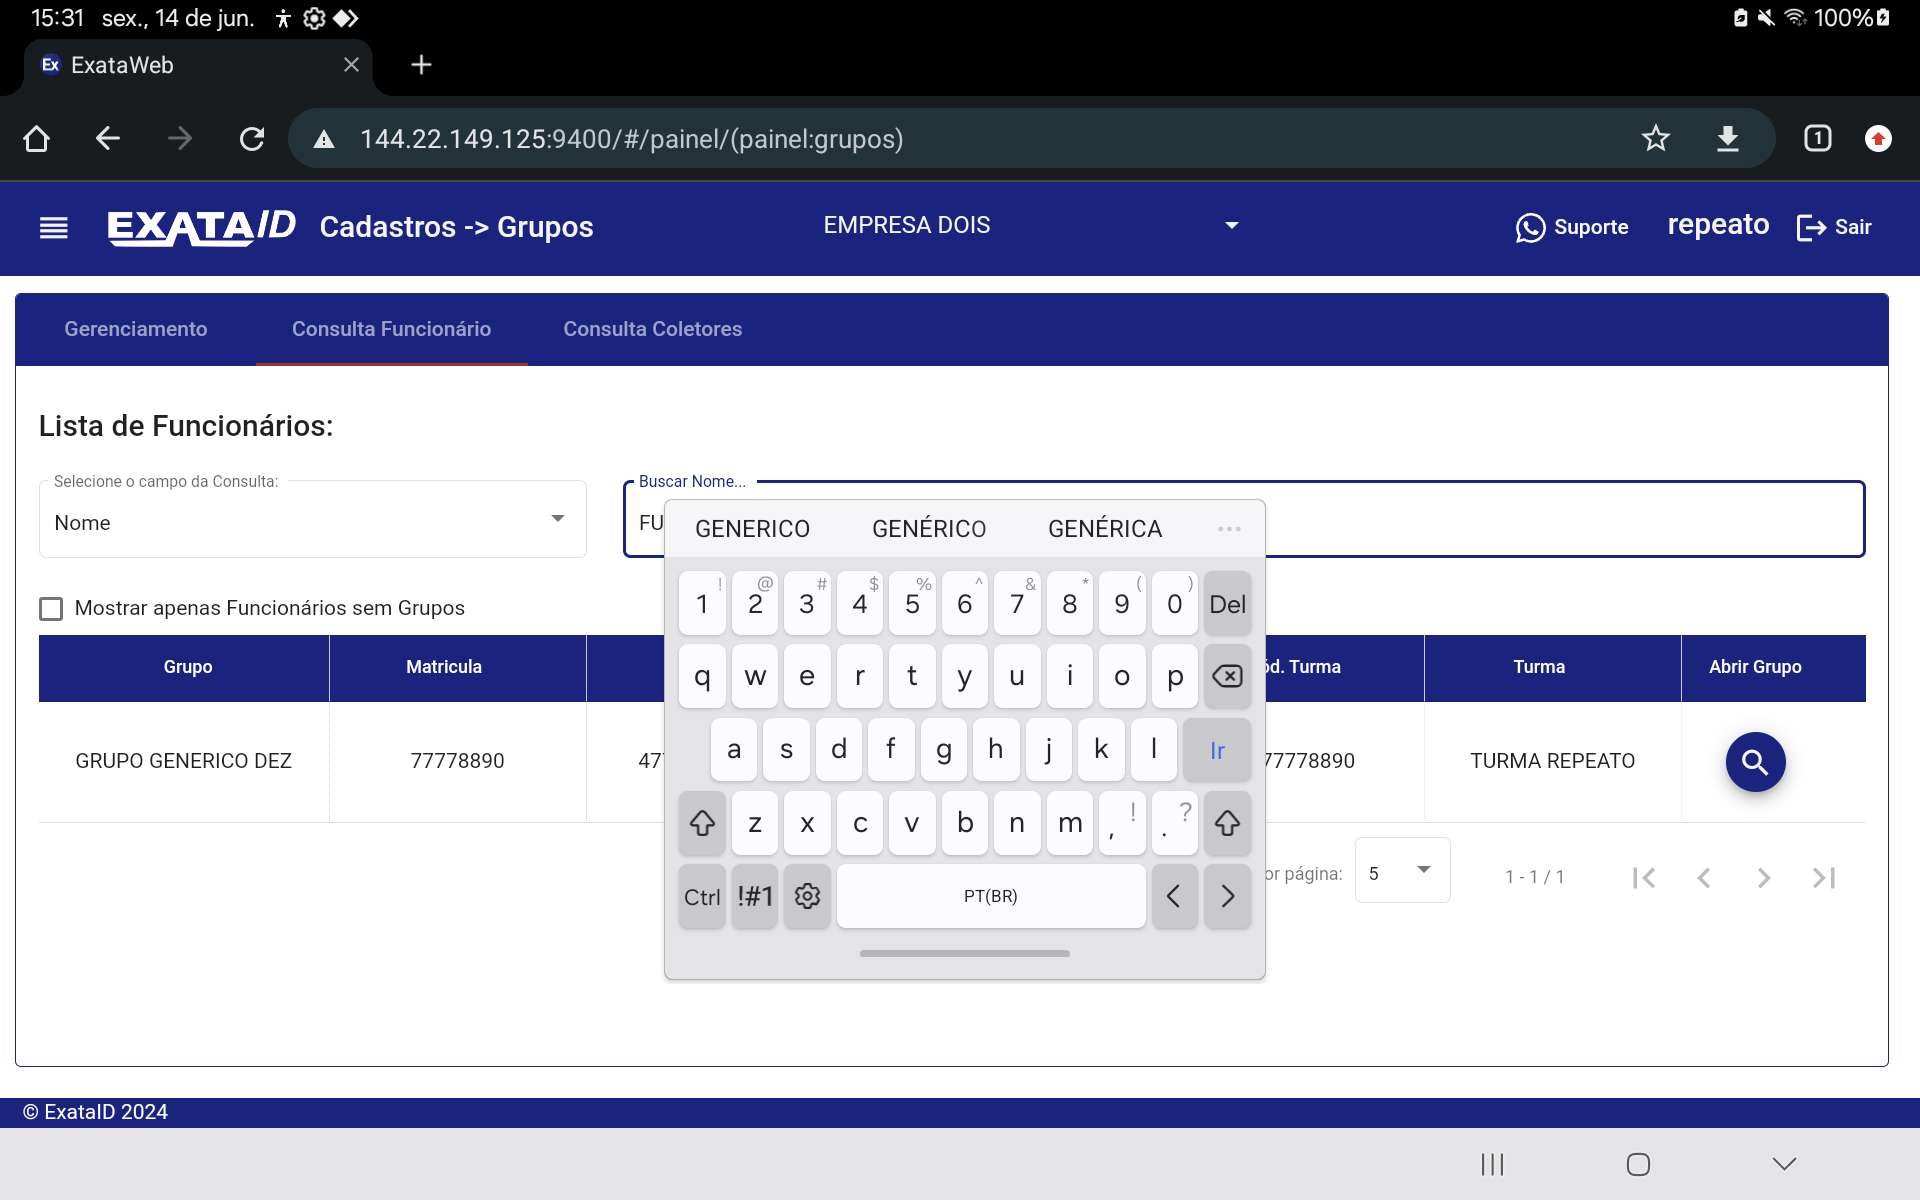 15:31 sex., 14 de jun. 100%
Ex ExataWeb
144.22.149.125:9400/#/painel/(painel:grupos) 1
EXATAID Cadastros -> Grupos EMPRESA DOIS Suporte repeato Sair
Gerenciamento Consulta Funcionário Consulta Coletores
Lista de Funcionários:
Selecione o campo da Consulta: Buscar Nome...
Nome FU
GENERICO GENÉRICO GENÉRICA ...
Mostrar apenas Funcionários sem Grupos
! @ # $ % ^ & * ( )
1 2 3 4 5 6 7 8 9 0 Del
Grupo Matricula d. Turma Turma Abrir Grupo
q w e r t y u i o p
a s d f g h j k l Ir
GRUPO GENERICO DEZ 77778890 47 77778890 TURMA REPEATO
z x c v b n m , ! . ?
or página: 5 1 - 1 / 1
Ctrl !#1 PT(BR) < >
© ExataID 2024